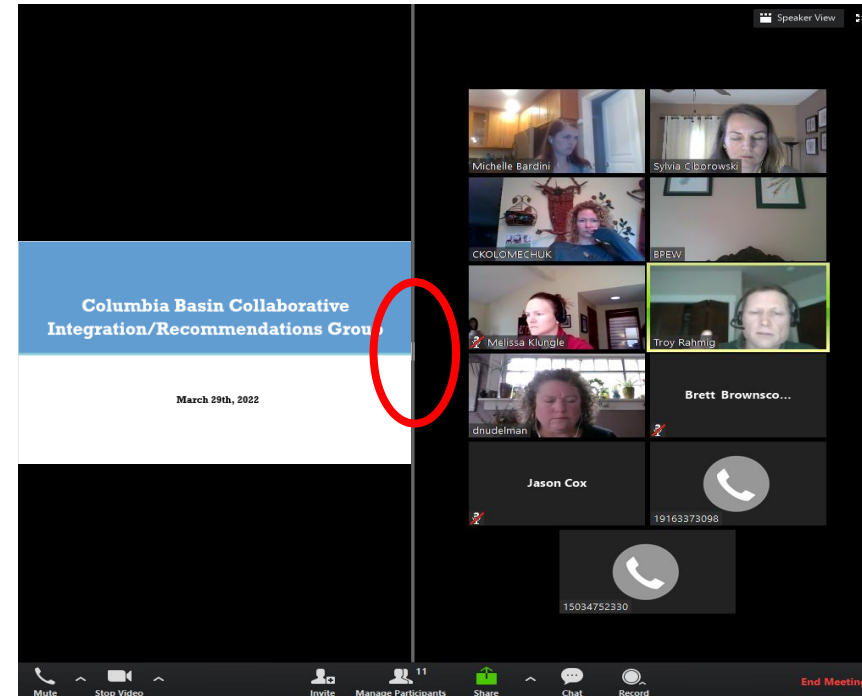 Speaker View
Columbia Basin Collaborative
Integration/Recommendations Group
March 29th, 2022
Michelle Bardini
Sylvia Ciborowski
CKOLOMECHUK
BPEW
Melissa Klungle
Troy Rahmig
dnudelman
Brett Brownsco...
Jason Cox
19163373098
15034752330
Mute
Stop Video
Invite
Manage Participants
11
Share
Chat
Record
End Meeting